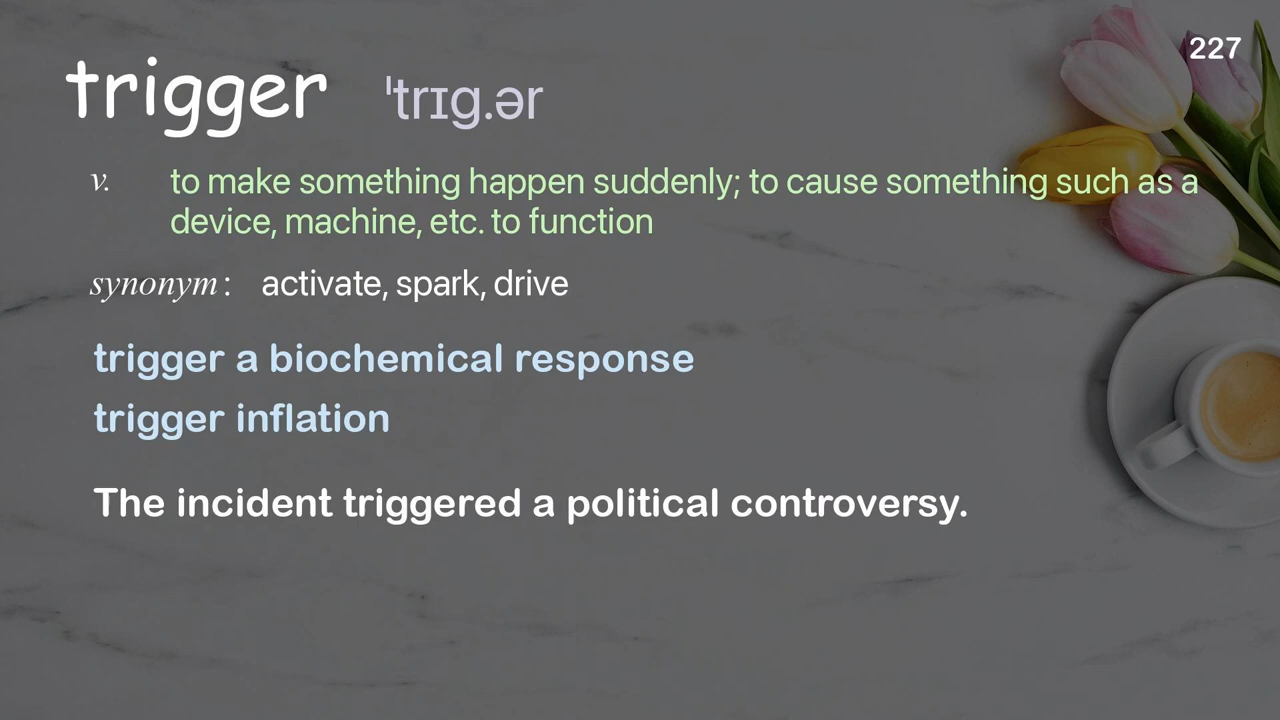 227
trigger ˈtrɪg.ər
v. to make something happen suddenly; to cause something such as a
device, machine, etc. to function
synonym : activate, spark, drive
trigger a biochemical response
trigger inflation
The incident triggered a political controversy.